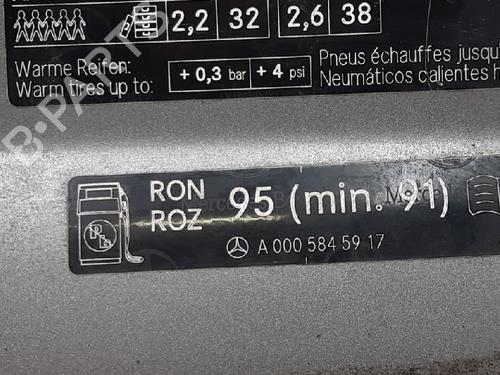 2,2 32 2,6 38
Warme Reifen:
Warm tires up to:
+ 0,3 bar + 4 psi
Pneus échauffes jusqu
Neumáticos calientes h
RON
ROZ
95 (min. 91)
A 000 584 59 17
B-PARTS